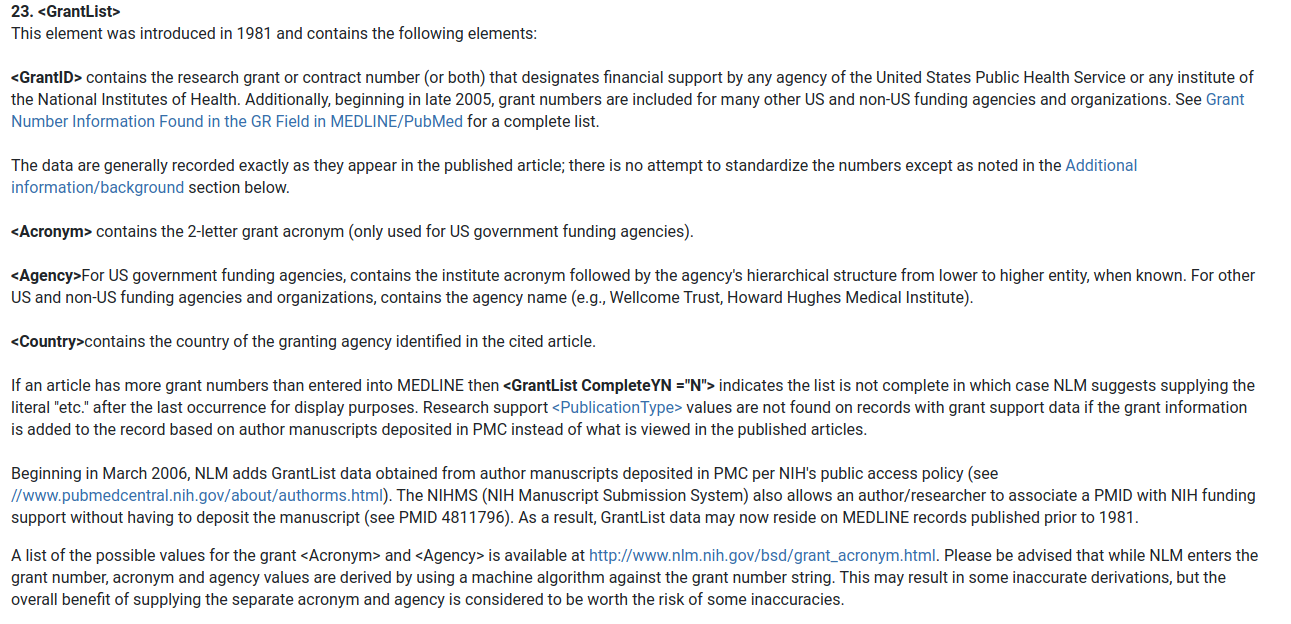 23. <GrantList>
This element was introduced in 1981 and contains the following elements:
<GrantID> contains the research grant or contract number (or both) that designates financial support by any agency of the United States Public Health Service or any institute of
the National Institutes of Health. Additionally, beginning in late 2005, grant numbers are included for many other US and non-US funding agencies and organizations. See Grant
Number Information Found in the GR Field in MEDLINE/PubMed for a complete list.
The data are generally recorded exactly as they appear in the published article; there is no attempt to standardize the numbers except as noted in the Additional
information/background section below.
<Acronym> contains the 2-letter grant acronym (only used for US government funding agencies).
<Agency>For US government funding agencies, contains the institute acronym followed by the agency's hierarchical structure from lower to higher entity, when known. For other
US and non-US funding agencies and organizations, contains the agency name (e.g., Wellcome Trust, Howard Hughes Medical Institute).
<Country>contains the country of the granting agency identified in the cited article.
If an article has more grant numbers than entered into MEDLINE then <GrantList CompleteYN ="N"> indicates the list is not complete in which case NLM suggests supplying the
literal "etc." after the last occurrence for display purposes. Research support <PublicationType> values are not found on records with grant support data if the grant information
is added to the record based on author manuscripts deposited in PMC instead of what is viewed in the published articles.
Beginning in March 2006, NLM adds GrantList data obtained from author manuscripts deposited in PMC per NIH's public access policy (see
//www.pubmedcentral.nih.gov/about/authorms.html). The NIHMS (NIH Manuscript Submission System) also allows an author/researcher to associate a PMID with NIH funding
support without having to deposit the manuscript (see PMID 4811796). As a result, GrantList data may now reside on MEDLINE records published prior to 1981.
A list of the possible values for the grant <Acronym> and <Agency> is available at http://www.nlm.nih.gov/bsd/grant_acronym.html. Please be advised that while NLM enters the
grant number, acronym and agency values are derived by using a machine algorithm against the grant number string. This may result in some inaccurate derivations, but the
overall benefit of supplying the separate acronym and agency is considered to be worth the risk of some inaccuracies.